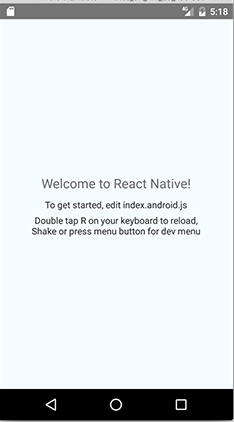 4G 5:18
Welcome to React Native!
To get started, edit index.android.js
Double tap R on your keyboard to reload,
Shake or press menu button for dev menu